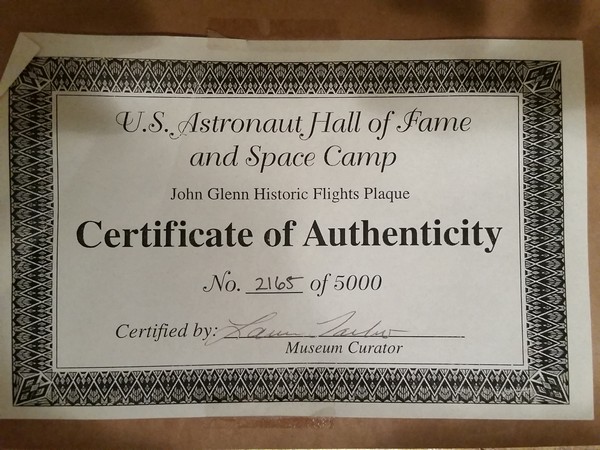 U.S. Astronaut Hall of Fame
and Space Camp
John Glenn Historic Flights Plaque
Certificate of Authenticity
No. 2165 of 5000
Certified by:
Museum Curator